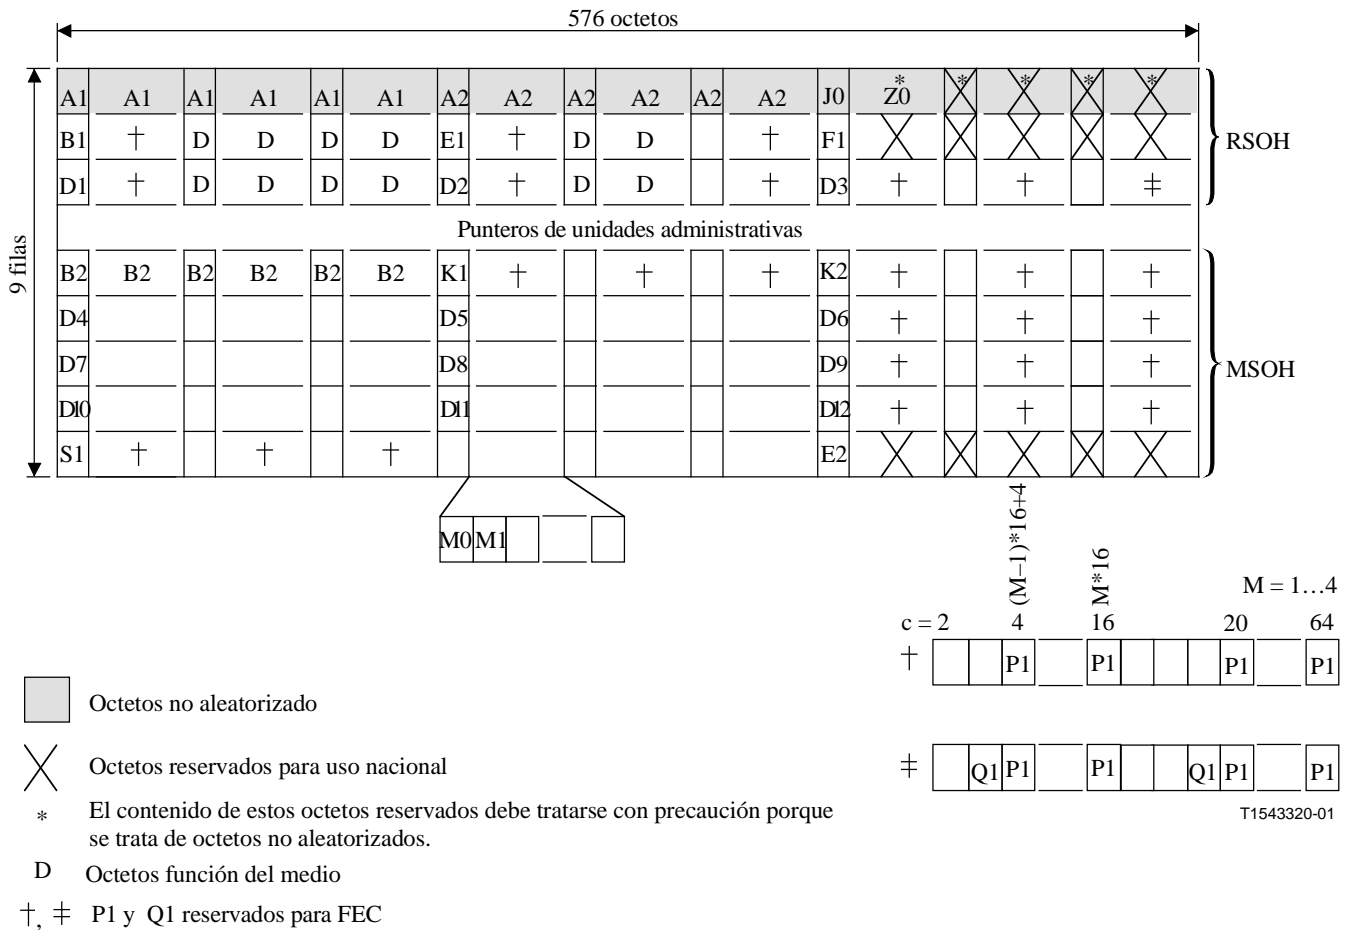 576 octetos
A1 A1 A1 A1 A1 A1 A2 A2 A2 A2 A2 A2 J0 * Z0 * * * *
B1 † D D D D E1 † D D † F1
D1 † D D D D D2 † D D † D3 † † ‡
RSOH
Punteros de unidades administrativas
9 filas
B2 B2 B2 B2 B2 B2 K1 † † † K2 † † †
D4 D5 D6 † † †
D7 D8 D9 † † †
D10 D11 D12 † † †
S1 † † † E2
MSOH
M0 M1
(M–1)*16+4
M*16
M = 1…4
c = 2 4 16 20 64
† P1 P1 P1 P1
‡ Q1 P1 P1 Q1 P1 P1
T1543320-01
Octetos no aleatorizado
Octetos reservados para uso nacional
* El contenido de estos octetos reservados debe tratarse con precaución porque
se trata de octetos no aleatorizados.
D Octetos función del medio
†, ‡ P1 y Q1 reservados para FEC